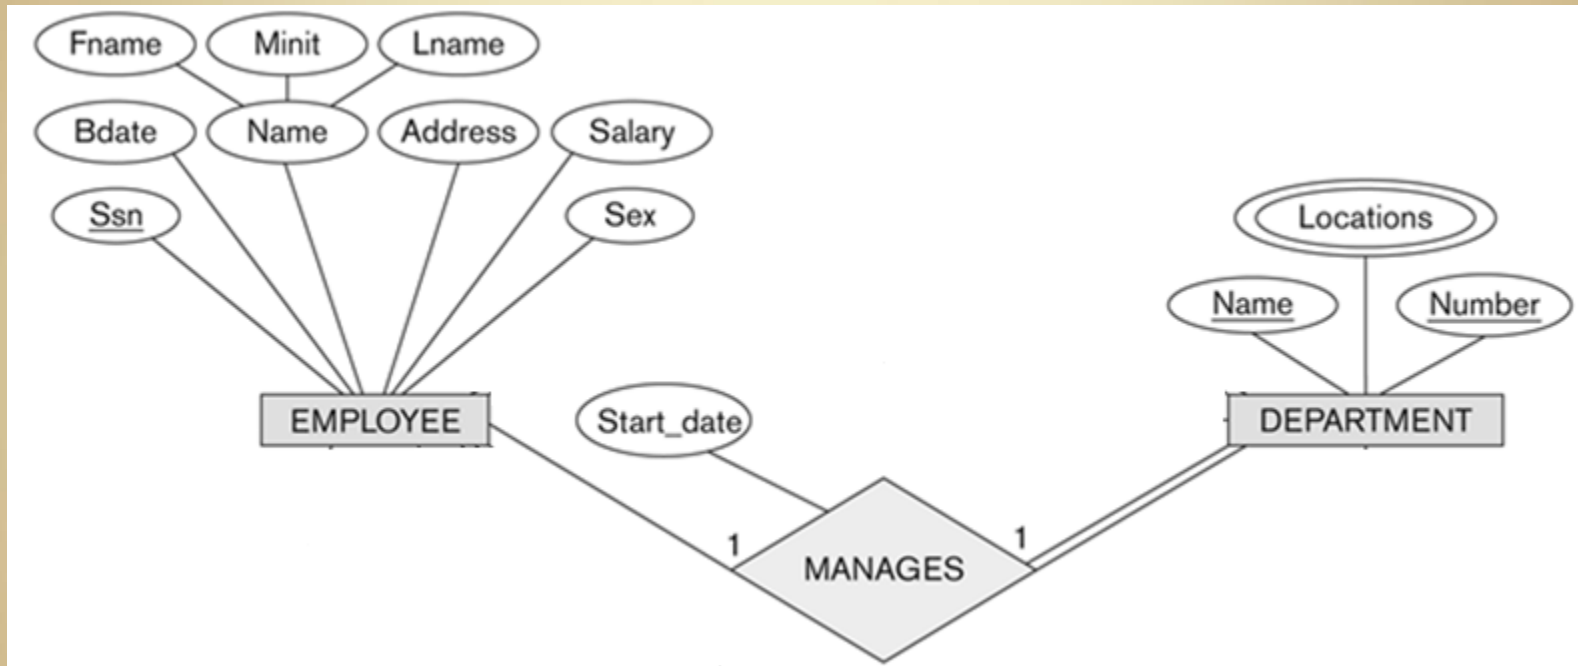 Fname Minit Lname
Bdate Name Address Salary
Ssn Sex Locations
Name Number
EMPLOYEE Start_date DEPARTMENT
1 1
MANAGES